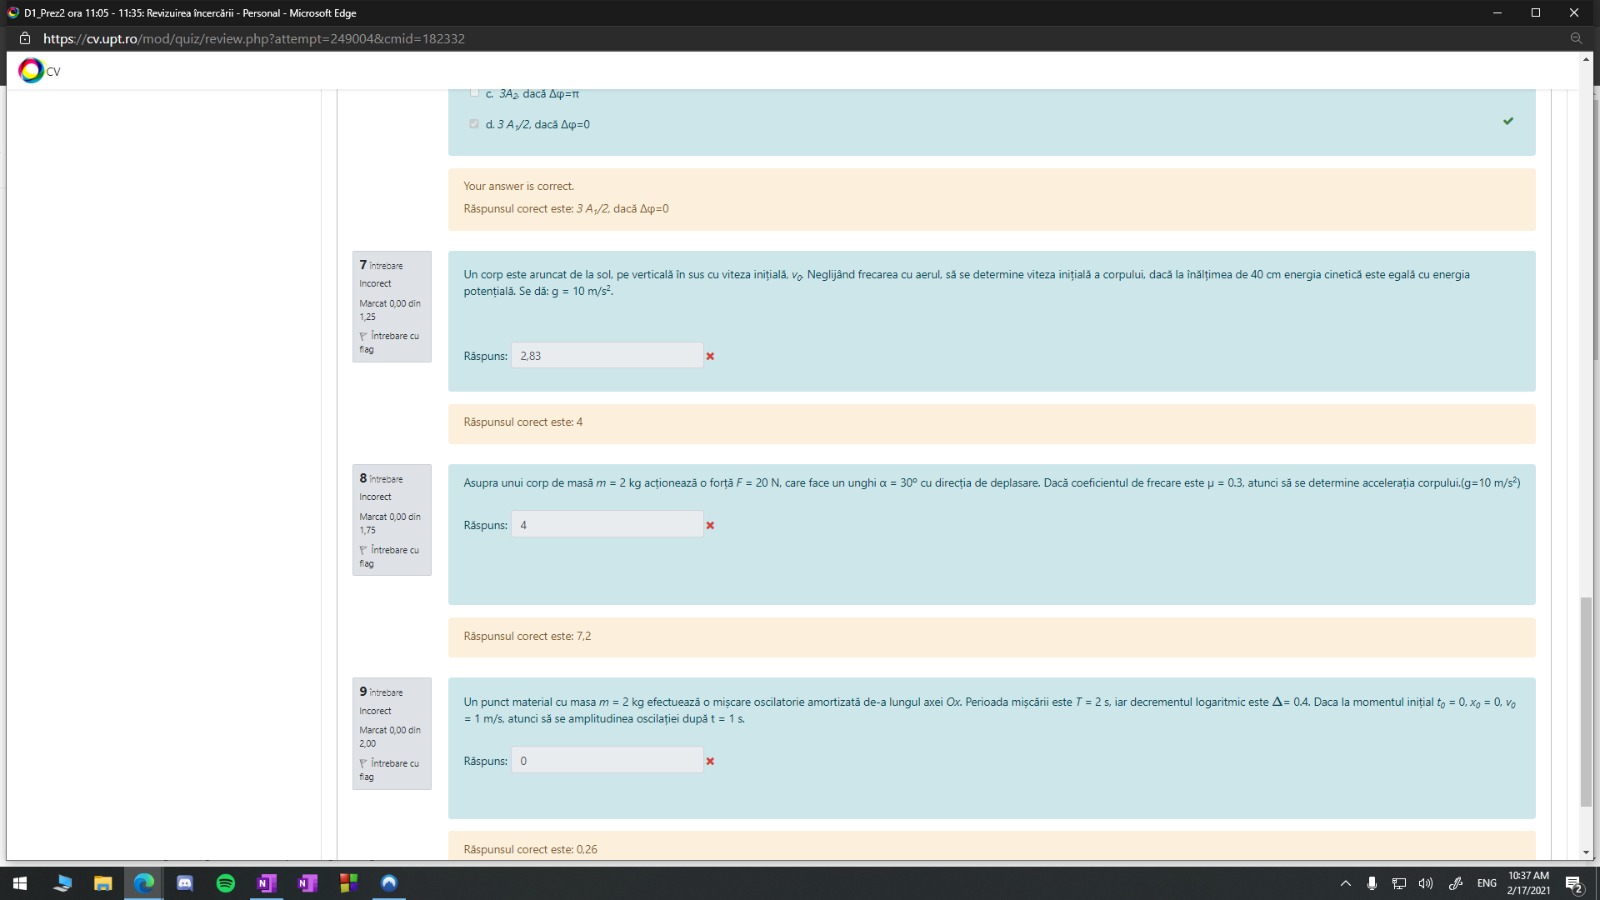 D1_Prez2 ora 11:05 - 11:35: Revizuirea încercării - Personal - Microsoft Edge
https://cv.upt.ro/mod/quiz/review.php?attempt=249004&cmid=182332
CV
c. 3A₂, dacă Δφ=π
d. 3 A₁/2, dacă Δφ=0
Your answer is correct.
Răspunsul corect este: 3 A₁/2, dacă Δφ=0
7 Întrebare
Incorect
Marcat 0,00 din
1,25
Întrebare cu
flag
Un corp este aruncat de la sol, pe verticală în sus cu viteza inițială, v₀. Neglijând frecarea cu aerul, să se determine viteza inițială a corpului, dacă la înălțimea de 40 cm energia cinetică este egală cu energia
potențială. Se dă: g = 10 m/s².
Răspuns: 2,83
Răspunsul corect este: 4
8 Întrebare
Incorect
Marcat 0,00 din
1,75
Întrebare cu
flag
Asupra unui corp de masă m = 2 kg acționează o forță F = 20 N, care face un unghi α = 30º cu direcția de deplasare. Dacă coeficientul de frecare este μ = 0.3, atunci să se determine accelerația corpului.(g=10 m/s²)
Răspuns: 4
Răspunsul corect este: 7,2
9 Întrebare
Incorect
Marcat 0,00 din
2,00
Întrebare cu
flag
Un punct material cu masa m = 2 kg efectuează o mișcare oscilatorie amortizată de-a lungul axei Ox. Perioada mișcării este T = 2 s, iar decrementul logaritmic este Δ= 0.4. Daca la momentul inițial t₀ = 0, x₀ = 0, v₀
= 1 m/s, atunci să se amplitudinea oscilației după t = 1 s.
Răspuns: 0
Răspunsul corect este: 0,26
ENG
10:37 AM
2/17/2021
2